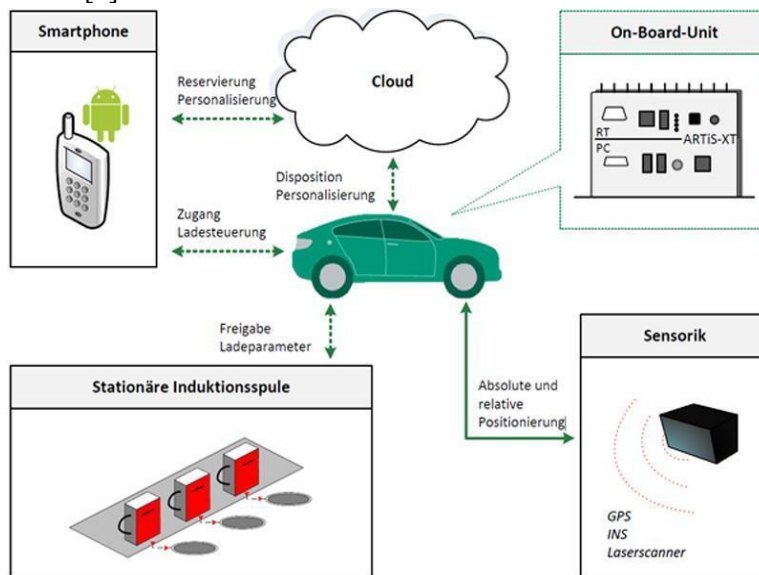 Smartphone
Cloud
On-Board-Unit
Reservierung
Personalisierung
RT
ARTiS-XT
PC
Disposition
Personalisierung
Zugang
Ladesteuerung
Freigabe
Ladeparameter
Sensorik
Stationäre Induktionsspule
Absolute und
relative
Positionierung
GPS
INS
Laserscanner